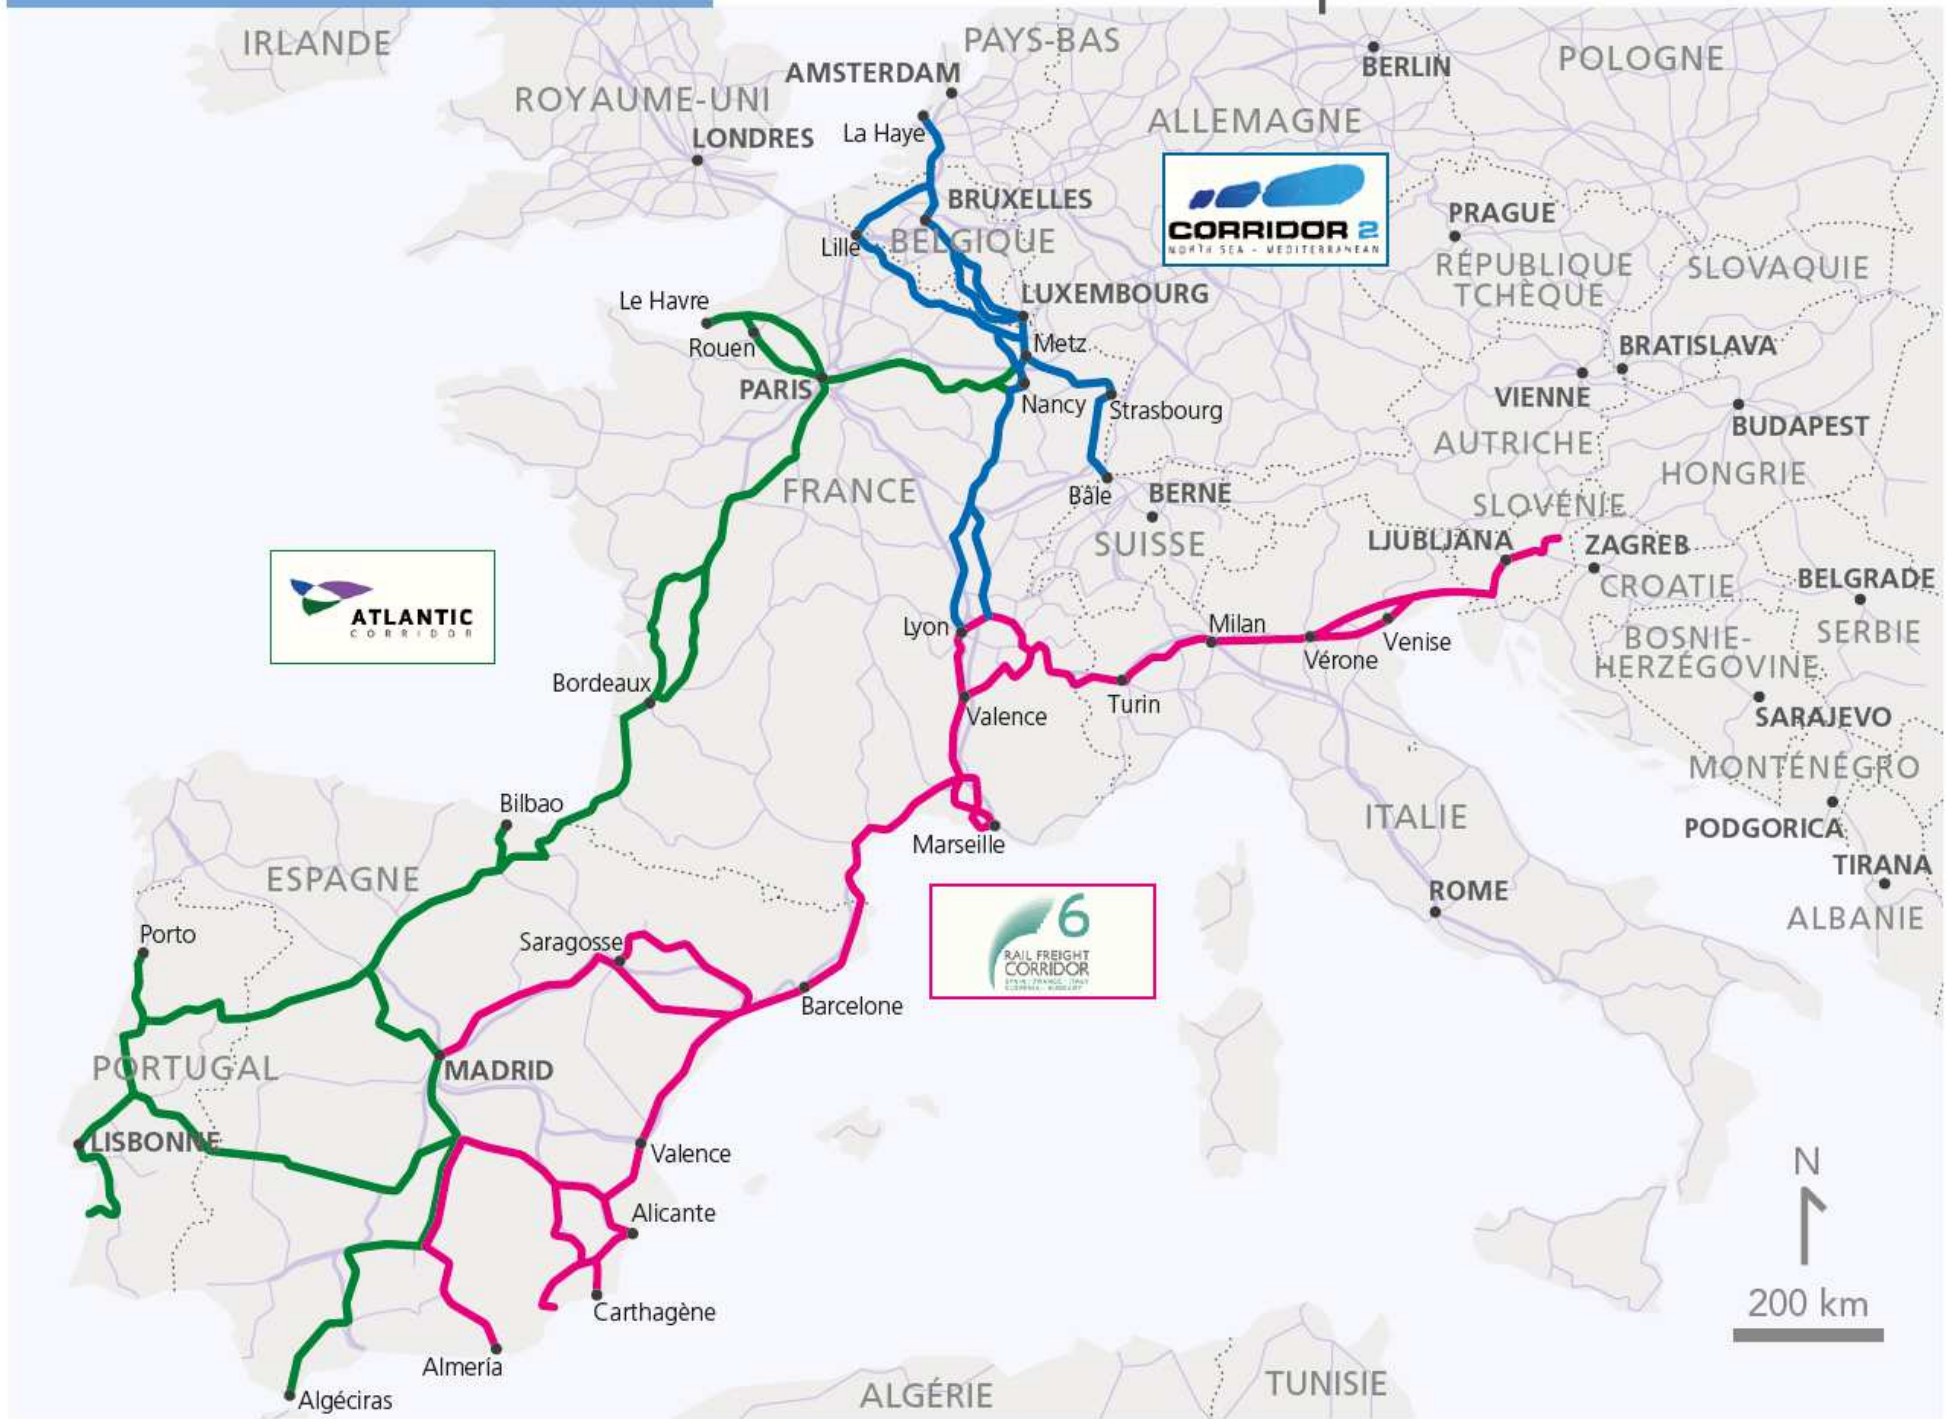 IRLANDE
PAYS-BAS
BERLIN
POLOGNE
AMSTERDAM
ROYAUME-UNI
ALLEMAGNE
LONDRES
La Haye
BRUXELLES
PRAGUE
CORRIDOR 2
NORTH SEA - MEDITERRANEAN
Lille
BELGIQUE
RÉPUBLIQUE
TCHÈQUE
SLOVAQUIE
LUXEMBOURG
Le Havre
Rouen
Metz
BRATISLAVA
PARIS
Nancy
Strasbourg
VIENNE
BUDAPEST
AUTRICHE
HONGRIE
FRANCE
Bâle
BERNE
SLOVÉNIE
SUISSE
LJUBLJANA
ZAGREB
CROATIE
BELGRADE
ATLANTIC
CORRIDOR
Lyon
Milan
Venise
Vérone
BOSNIE-
HERZÉGOVINE
SERBIE
Bordeaux
Valence
Turin
SARAJEVO
MONTÉNÉGRO
Bilbao
Marseille
ITALIE
PODGORICA
TIRANA
ESPAGNE
ROME
ALBANIE
Porto
Saragosse
6
RAIL FREIGHT
CORRIDOR
Barcelone
PORTUGAL
MADRID
LISBONNE
Valence
Alicante
N
Carthagène
200 km
Almería
Algéciras
ALGÉRIE
TUNISIE